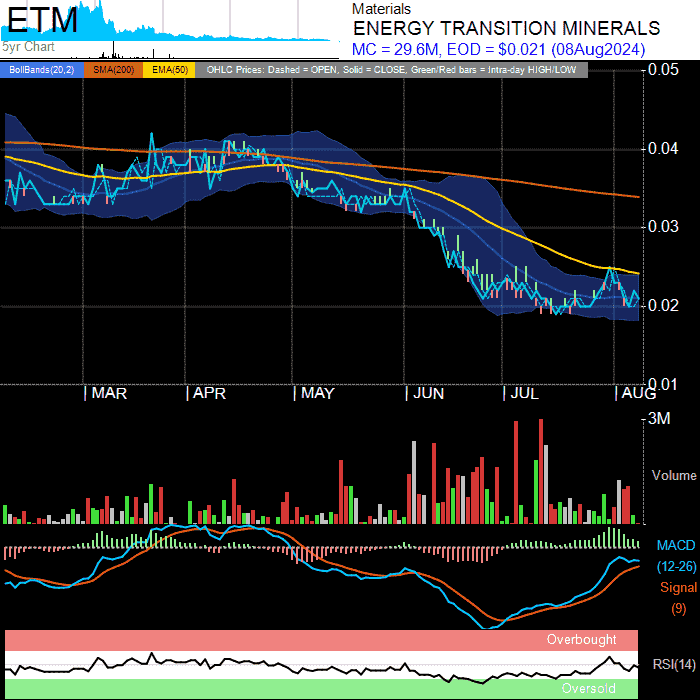 ETM
5yr Chart
Materials
ENERGY TRANSITION MINERALS
MC = 29.6M, EOD = $0.021 (08Aug2024)
BollBands(20,2) SMA(200) EMA(50) OHLC Prices: Dashed = OPEN, Solid = CLOSE, Green/Red bars = Intra-day HIGH/LOW
0.05
0.04
0.03
0.02
0.01
| MAR | APR | MAY | JUN | JUL | AUG
3M
Volume
MACD
(12-26)
Signal
(9)
Overbought
RSI(14)
Oversold